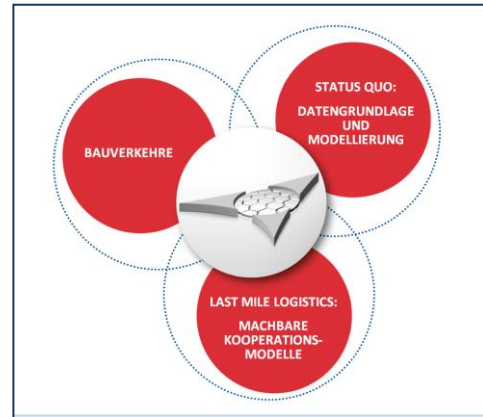 BAUVERKEHRE
STATUS QUO:
DATENGRUNDLAGE
UND
MODELLIERUNG
LAST MILE LOGISTICS:
MACHBARE
KOOPERATIONS-
MODELLE